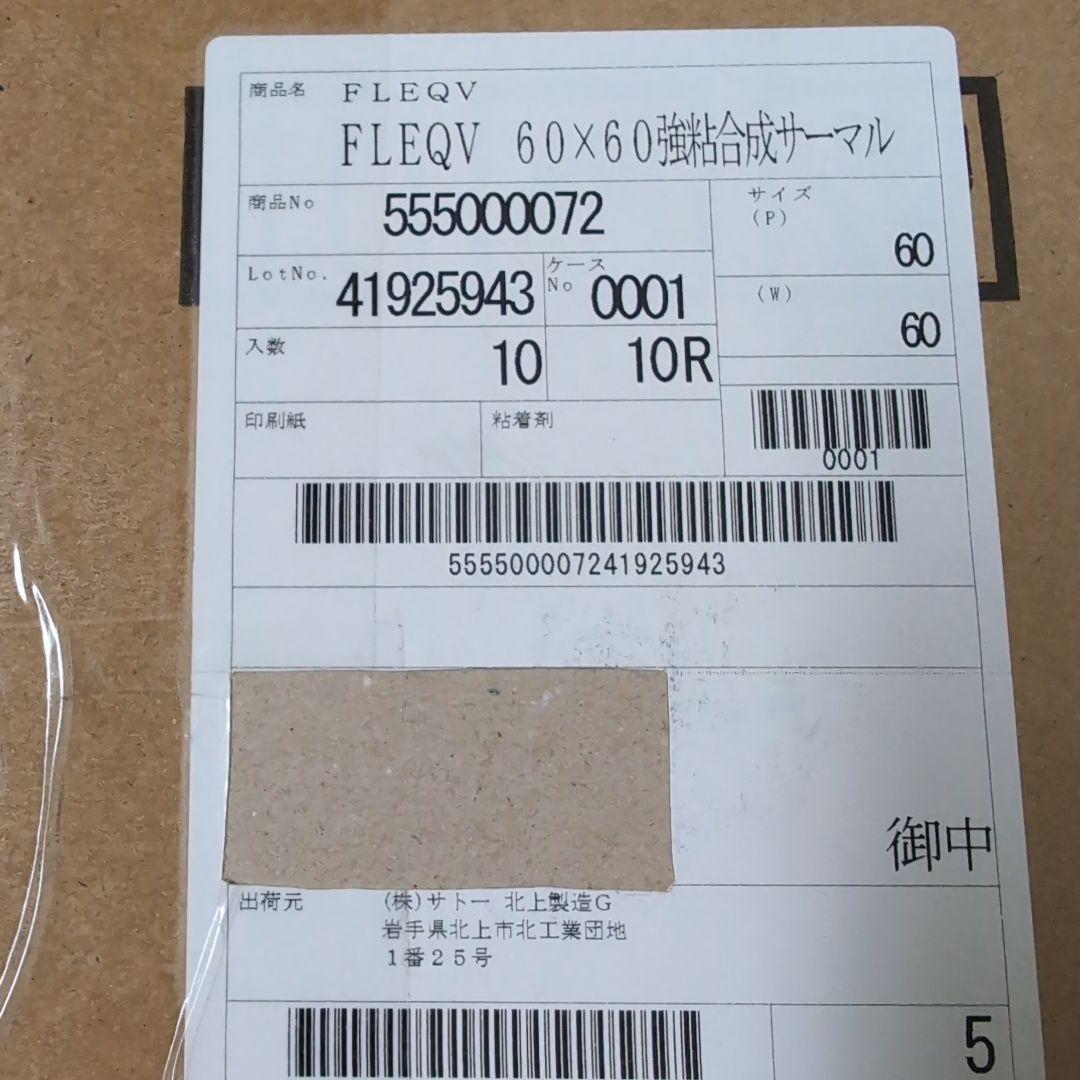 商品名 ＦＬＥＱＶ
ＦＬＥＱＶ ６０×６０強粘合成サーマル
商品No 555000072
サイズ
(P)
60
LotNo. 41925943
ケース
No 0001
(W)
60
入数 10
10R
印刷紙
粘着剤
0001
555500007241925943
御中
出荷元 (株)サトー 北上製造Ｇ
岩手県北上市北工業団地
１番２５号
5